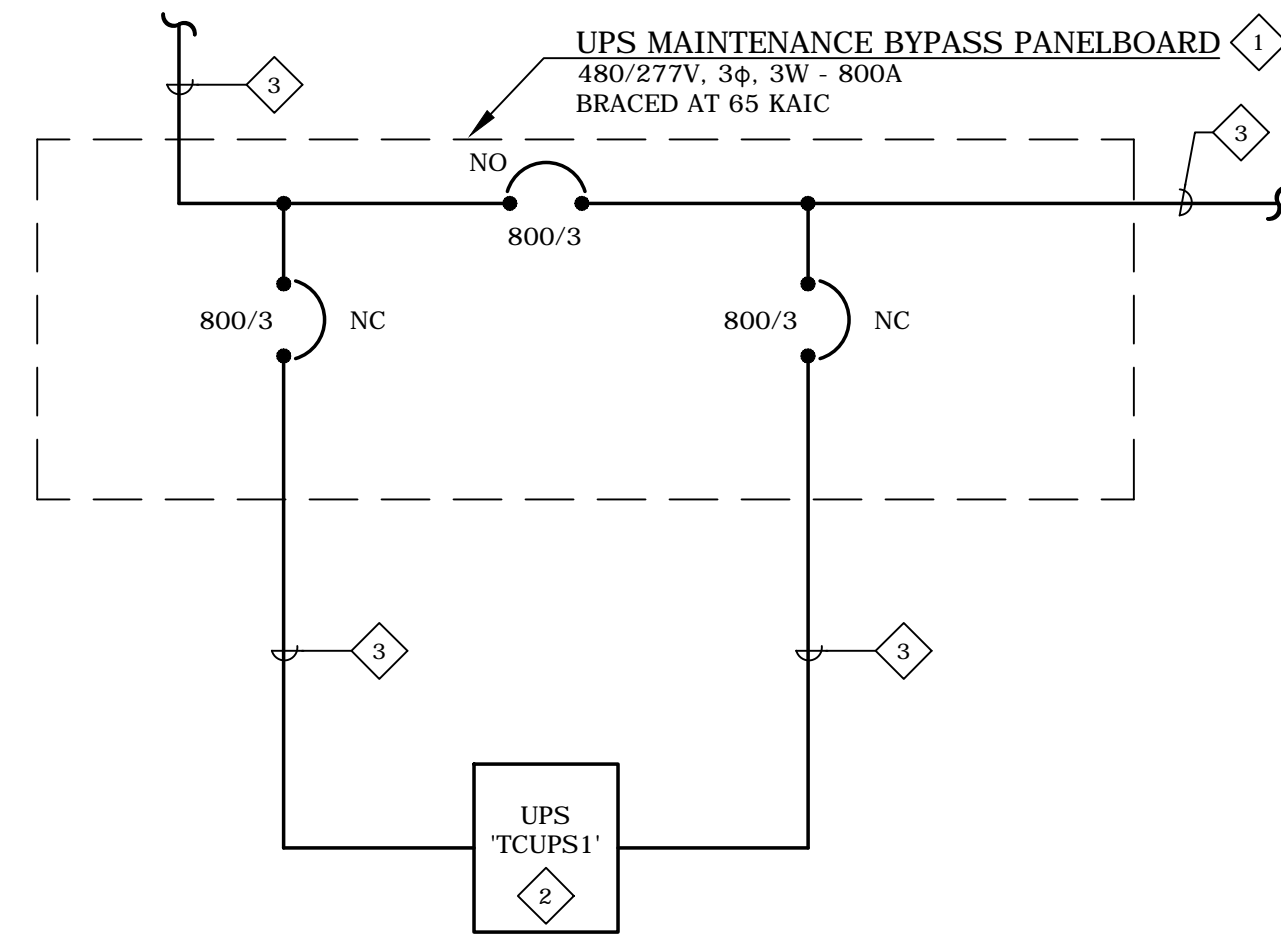 UPS MAINTENANCE BYPASS PANELBOARD 1
480/277V, 3ϕ, 3W - 800A
BRACED AT 65 KAIC
3
3
NO
800/3
800/3 NC
800/3 NC
3
3
UPS
'TCUPS1'
2